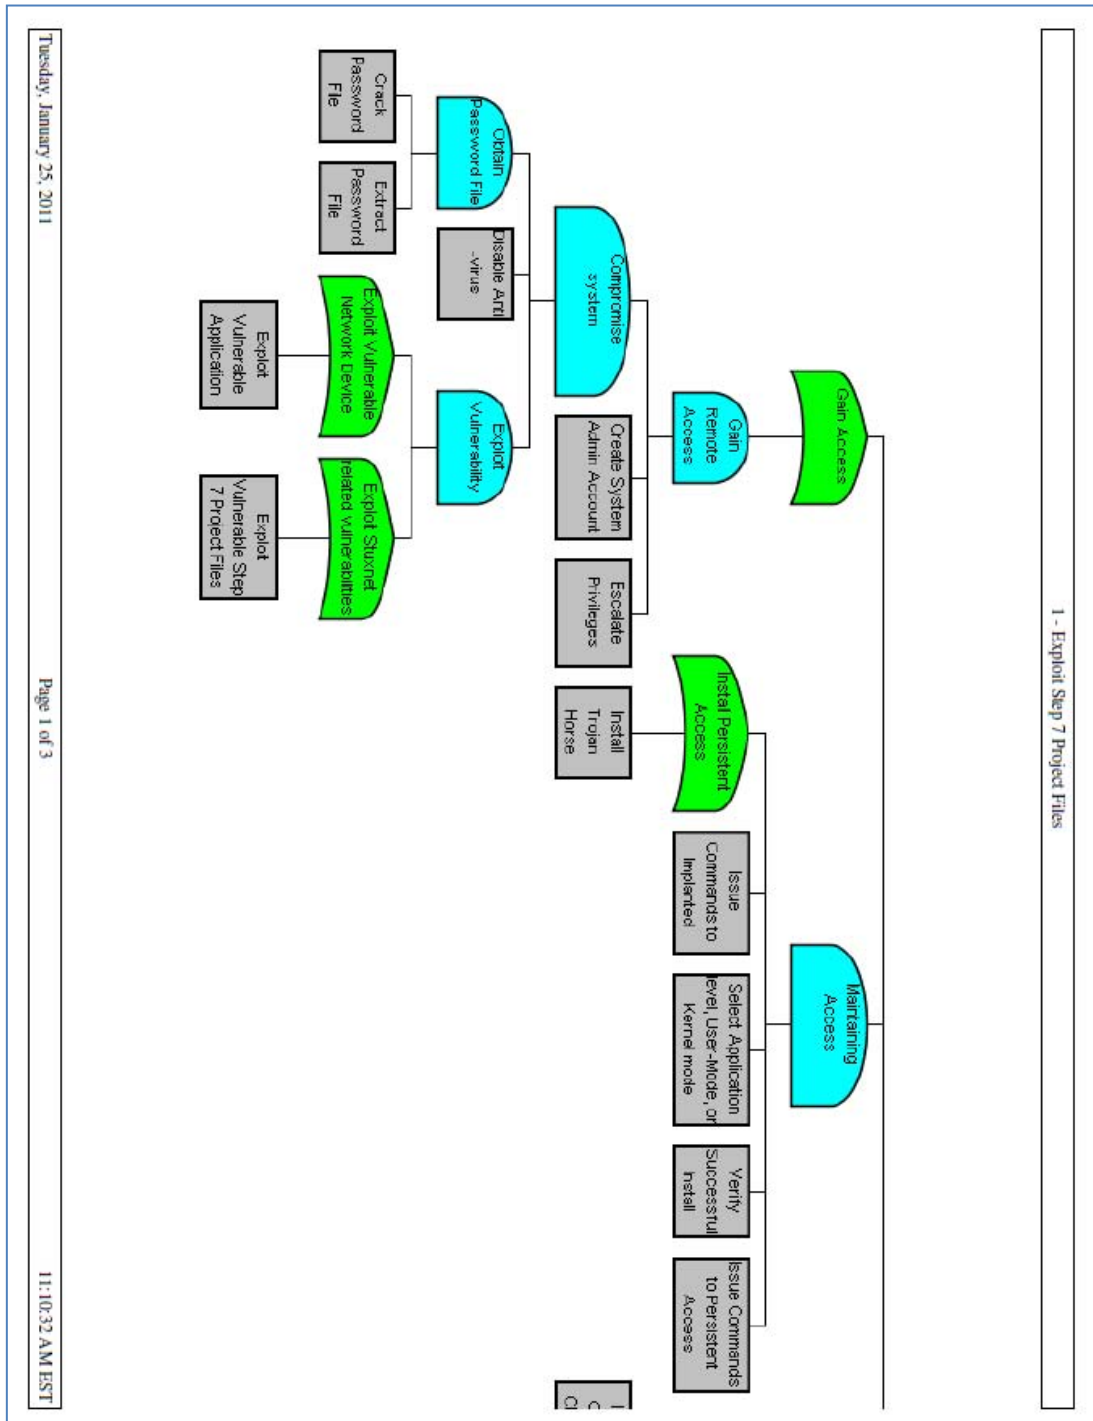 1 - Exploit Step 7 Project Files
Gain Access
Maintaining
Access
Gain
Remote
Access
Instal Persistent
Access
Issue
Commands to
Implanted
Select Application
level, User-Mode, or
Kernel mode
Verify
Successful
Install
Issue Commands
to Persistent
Access
Compromise
system
Create System
Admin Account
Escalate
Privileges
Install
Trojan
Horse
Obtain
Password File
Disable Anti
-virus
Exploit
Vulnerability
Crack
Password
File
Extract
Password
File
Exploit Vulnerable
Network Device
Exploit Stuxnet
related vulnerabilities
Exploit
Vulnerable
Application
Exploit
Vulnerable Step
7 Project Files
Tuesday, January 25, 2011
Page 1 of 3
11:10:32 AM EST